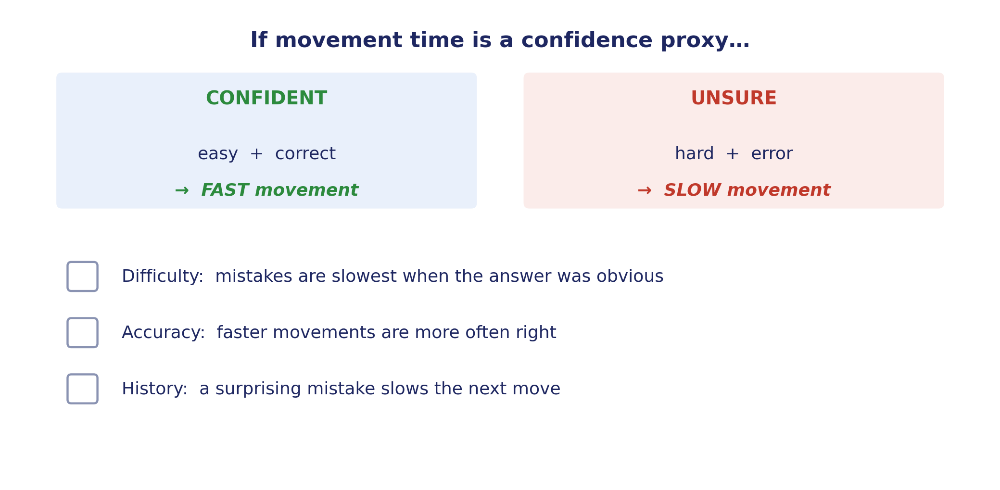 If movement time is a confidence proxy…
CONFIDENT
easy + correct
→ FAST movement
UNSURE
hard + error
→ SLOW movement
Difficulty: mistakes are slowest when the answer was obvious
Accuracy: faster movements are more often right
History: a surprising mistake slows the next move